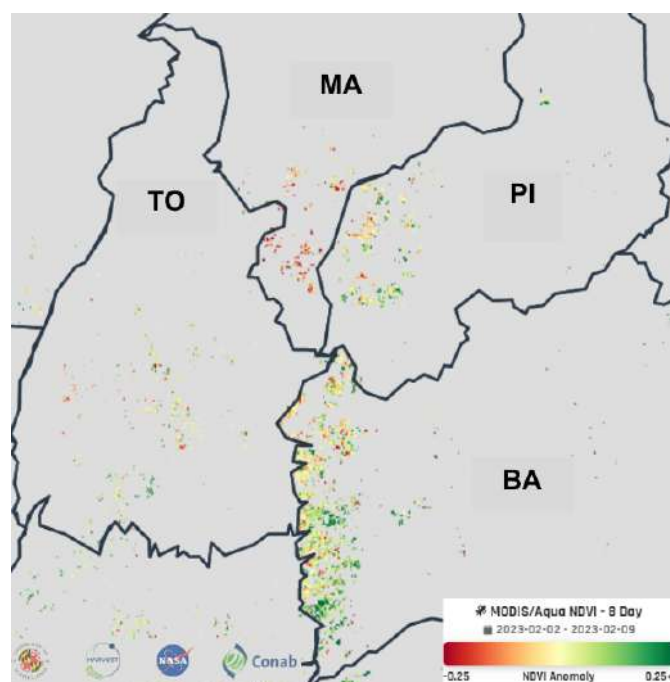 MA
TO
PI
BA
MODIS/Aqua NDVI - 8 Day
2023-02-02 - 2023-02-09
-0.25 NDVI Anomaly 0.25
HARVEST NASA Conab